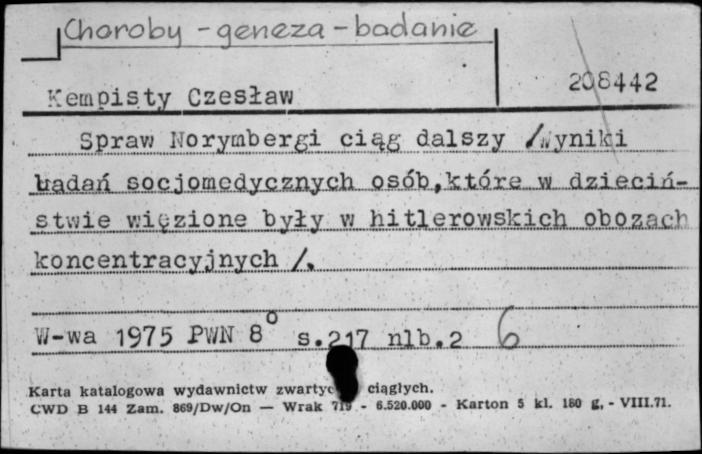 Choroby - geneza - badanie
Kempisty Czesław
208442
Spraw Norymbergi ciąg dalszy /Wyniki
badań socjomedycznych osób,które w dzieciń-
stwie więzione były w hitlerowskich obozach
koncentracyjnych /.
W-wa 1975 PWN 8° s.217 nlb.2 6
Karta katalogowa wydawnictw ciągłych.
CWD B 144 Zam. 869/Dw/On — Wrak 719 - 6.520.000 - Karton 5 kl. 180 g. - VIII.71.